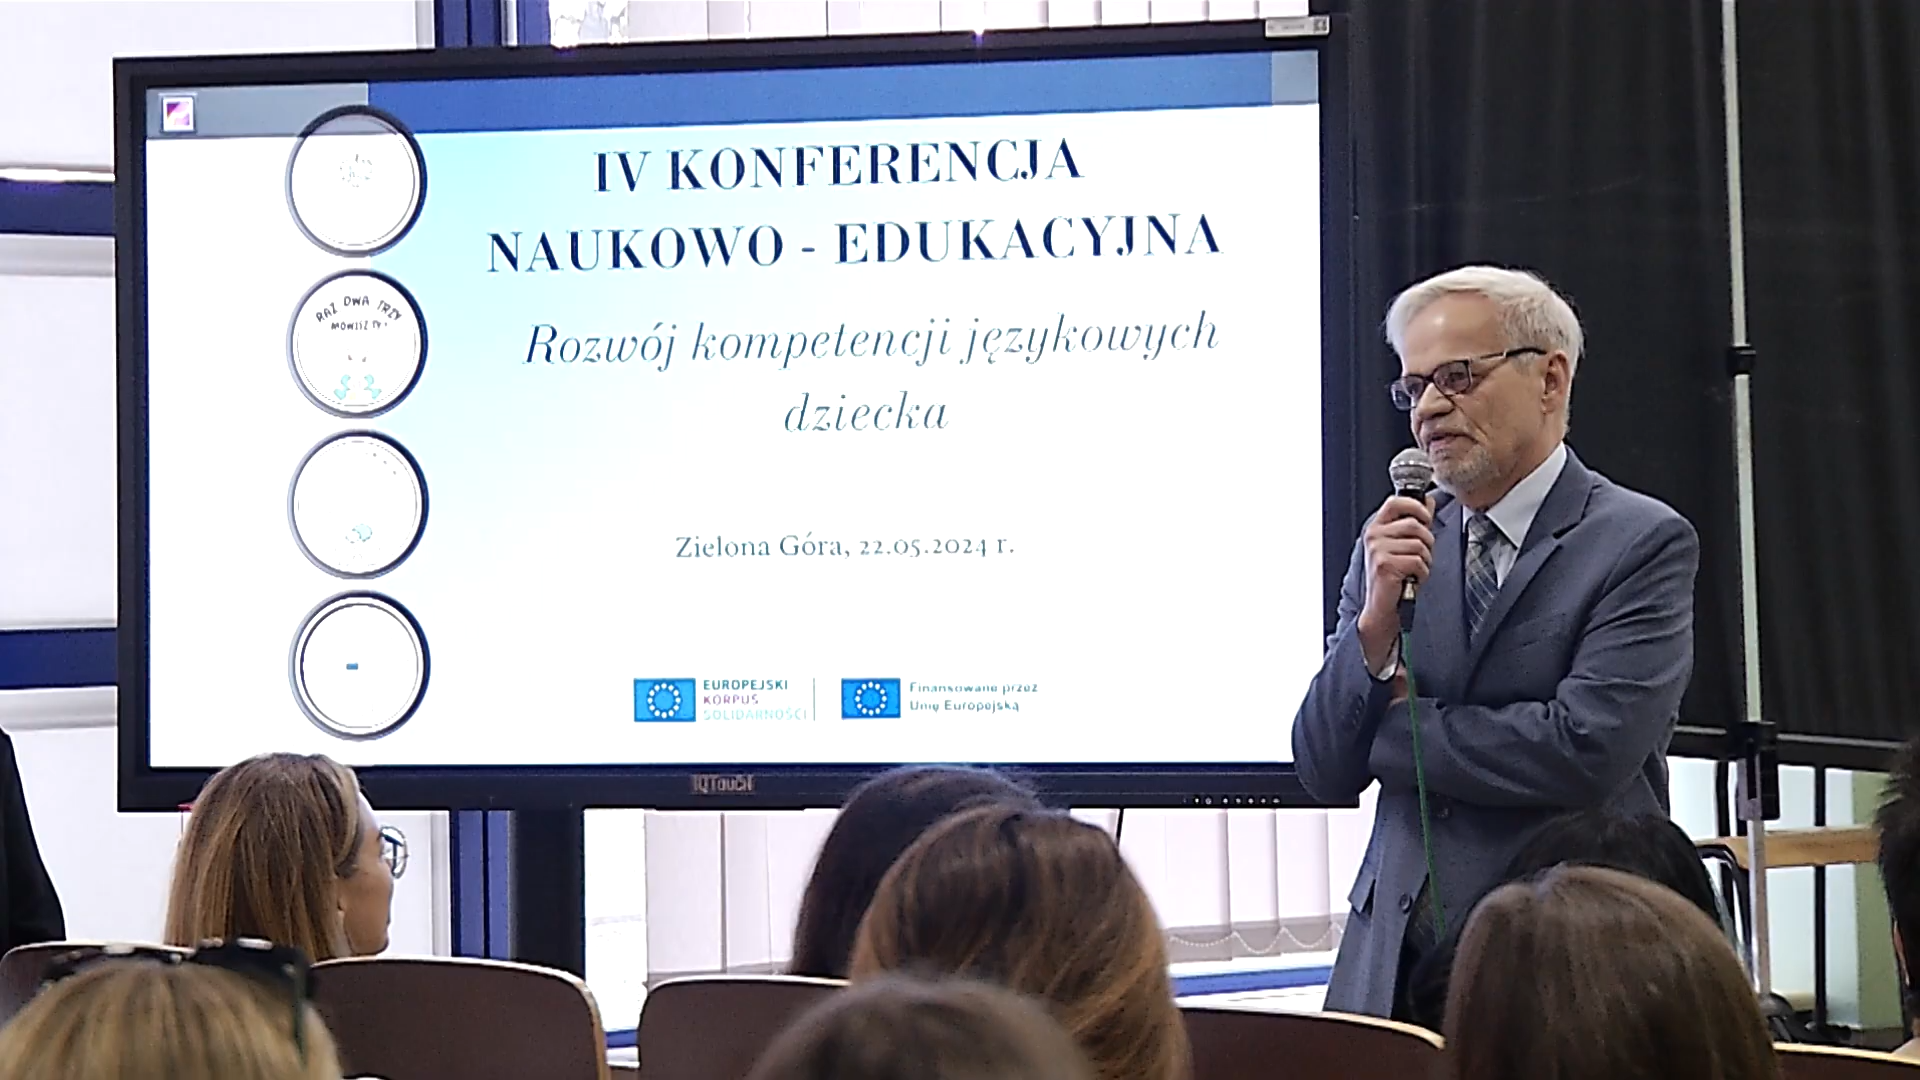 IV KONFERENCJA
NAUKOWO - EDUKACYJNA
Rozwój kompetencji językowych
dziecka
RAZ DWA TRZY
MÓWISZ TY!
Zielona Góra, 22.05.2024 r.
EUROPEJSKI
KORPUS
SOLIDARNOŚCI
Finansowane przez
Unię Europejską
IQTouch